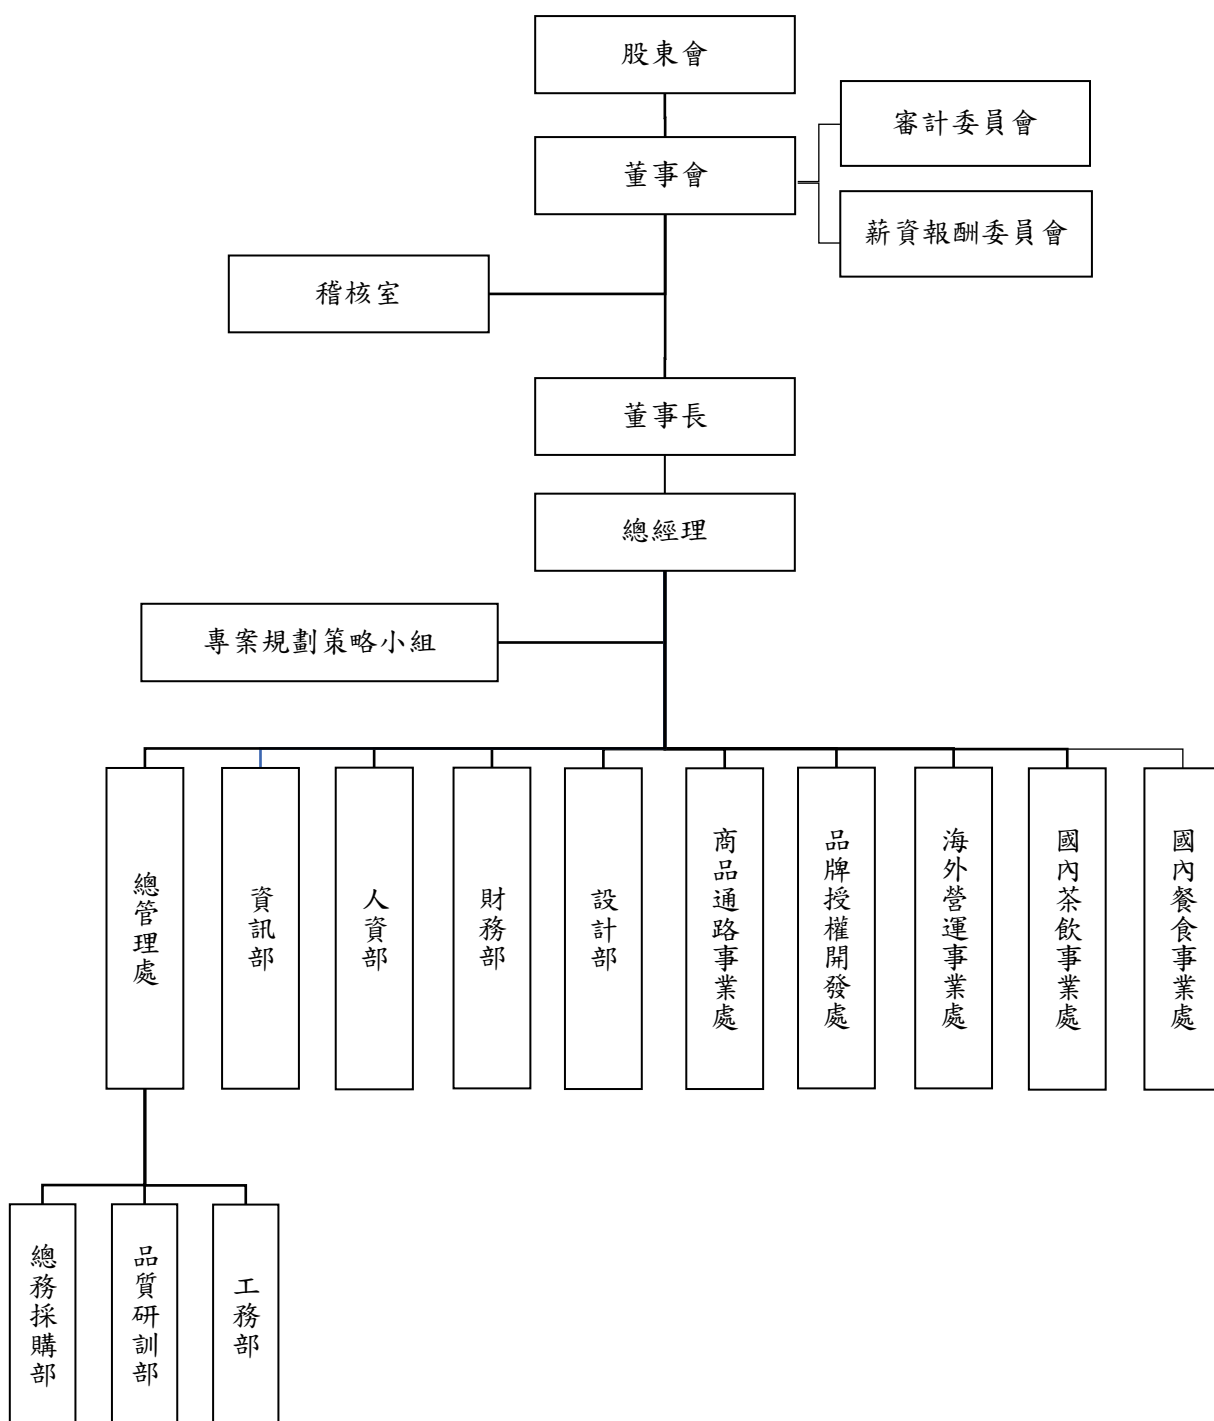 股東會
審計委員會
董事會
薪資報酬委員會
稽核室
董事長
總經理
專案規劃策略小組
總管理處
資訊部
人資部
財務部
設計部
商品通路事業處
品牌授權開發處
海外營運事業處
國內茶飲事業處
國內餐食事業處
總務採購部
品質研訓部
工務部